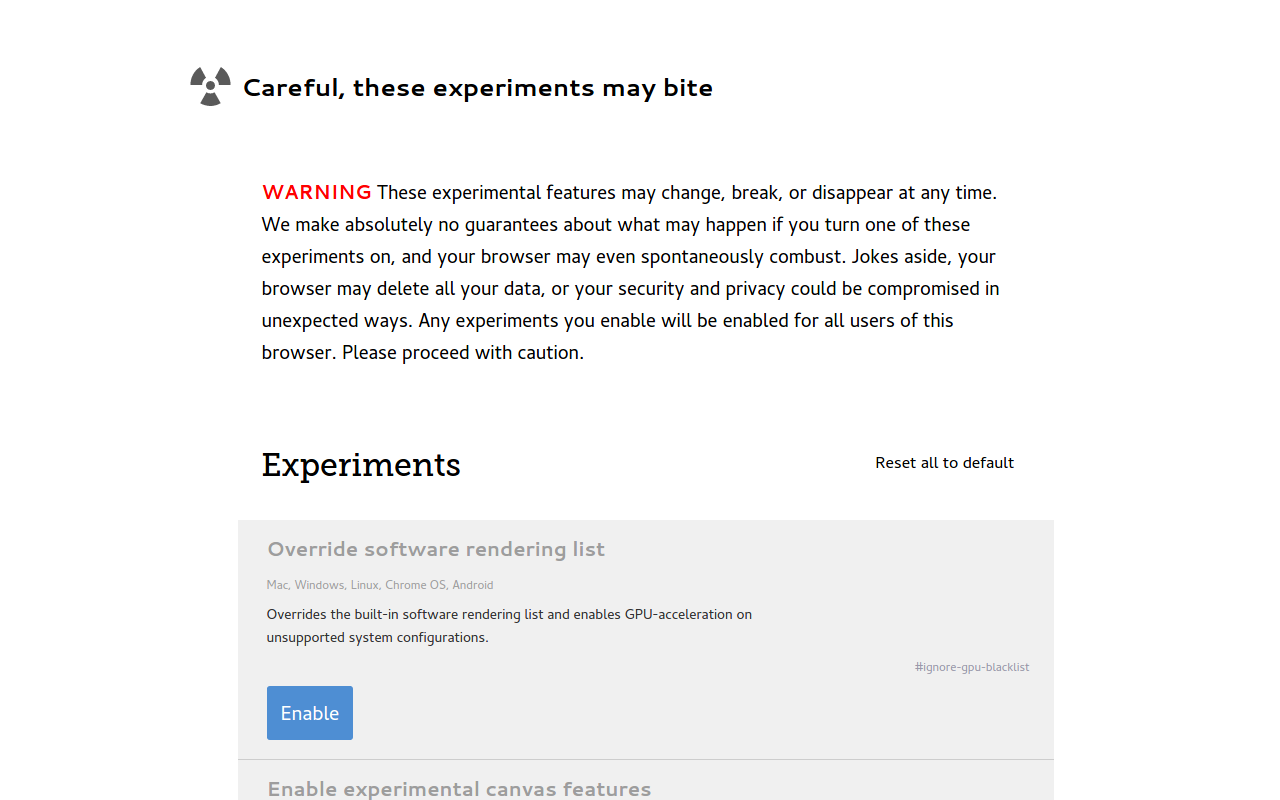 Careful, these experiments may bite
WARNING These experimental features may change, break, or disappear at any time.
We make absolutely no guarantees about what may happen if you turn one of these
experiments on, and your browser may even spontaneously combust. Jokes aside, your
browser may delete all your data, or your security and privacy could be compromised in
unexpected ways. Any experiments you enable will be enabled for all users of this
browser. Please proceed with caution.
Experiments
Reset all to default
Override software rendering list
Mac, Windows, Linux, Chrome OS, Android
Overrides the built-in software rendering list and enables GPU-acceleration on
unsupported system configurations.
#ignore-gpu-blacklist
Enable
Enable experimental canvas features